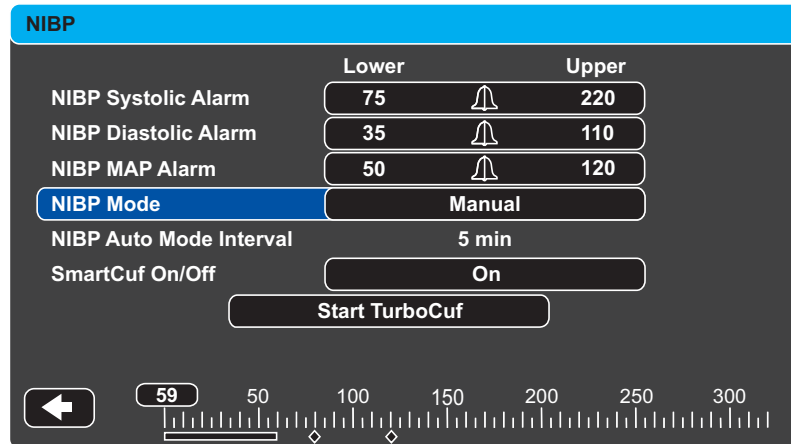 NIBP
Lower Upper
NIBP Systolic Alarm 75 220
NIBP Diastolic Alarm 35 110
NIBP MAP Alarm 50 120
NIBP Mode Manual
NIBP Auto Mode Interval 5 min
SmartCuf On/Off On
Start TurboCuf
59 50 100 150 200 250 300